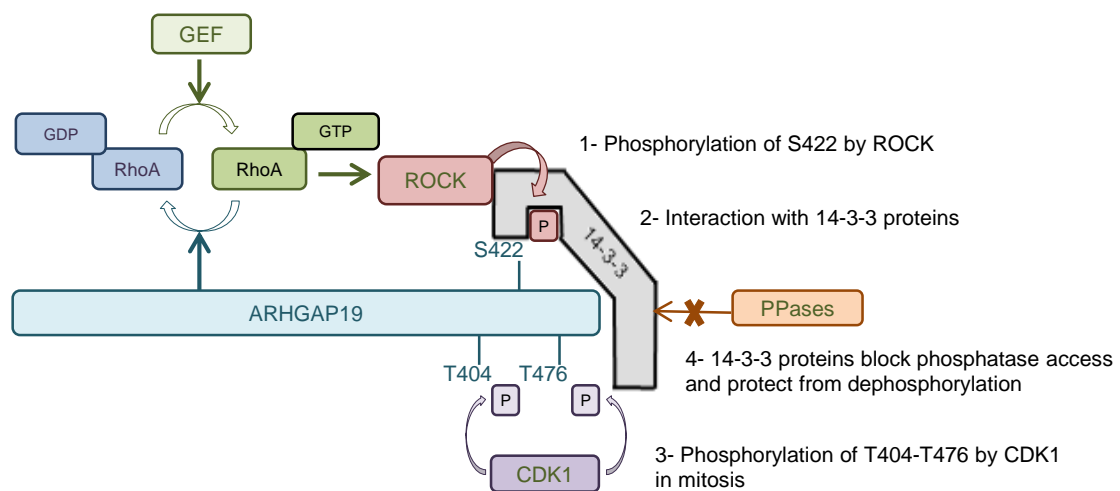 GEF
GDP
GTP
RhoA
RhoA
ROCK
1- Phosphorylation of S422 by ROCK
P
2- Interaction with 14-3-3 proteins
14-3-3
S422
ARHGAP19
PPases
T404
T476
4- 14-3-3 proteins block phosphatase access
and protect from dephosphorylation
P
P
CDK1
3- Phosphorylation of T404-T476 by CDK1
in mitosis